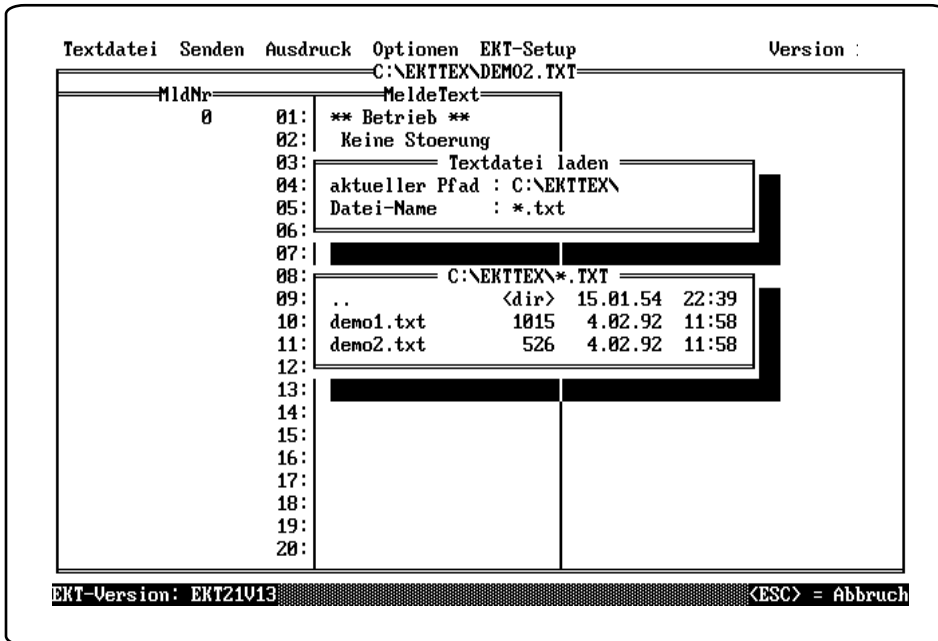 Textdatei Senden Ausdruck Optionen EKT-Setup Version :
C:\EKTTEX\DEMO2.TXT
MldNr MeldeText
0 01: ** Betrieb **
02: Keine Stoerung
03: Textdatei laden
04: aktueller Pfad : C:\EKTTEX\
05: Datei-Name : *.txt
06:
07:
08: C:\EKTTEX\*.TXT
09: .. <dir> 15.01.54 22:39
10: demo1.txt 1015 4.02.92 11:58
11: demo2.txt 526 4.02.92 11:58
12:
13:
14:
15:
16:
17:
18:
19:
20:
EKT-Version: EKT21V13 <ESC> = Abbruch